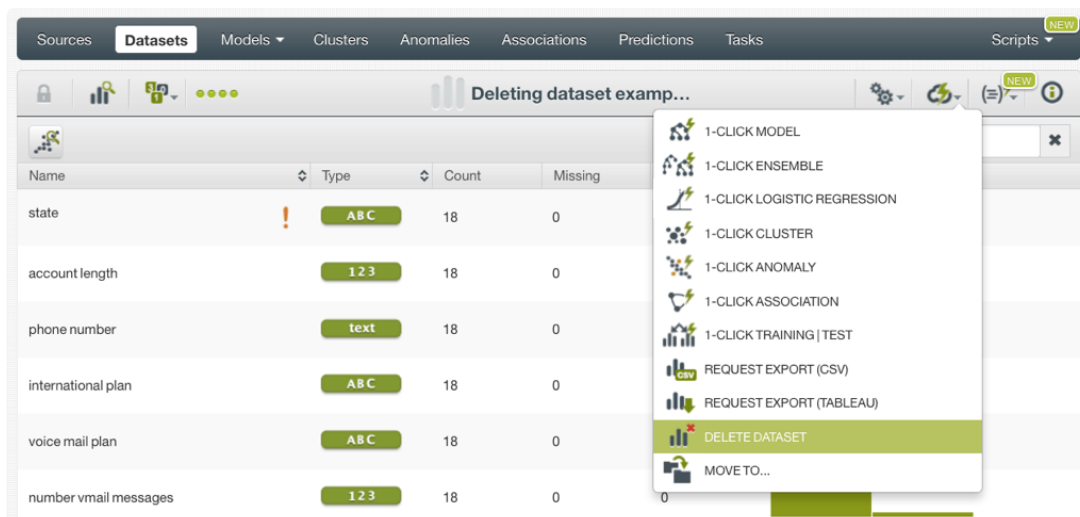 NEW
Sources Datasets Models Clusters Anomalies Associations Predictions Tasks Scripts
Deleting dataset examp...
NEW
Name Type Count Missing
state ! ABC 18 0
account length 123 18 0
phone number text 18 0
international plan ABC 18 0
voice mail plan ABC 18 0
number vmail messages 123 18 0 0
1-CLICK MODEL
1-CLICK ENSEMBLE
1-CLICK LOGISTIC REGRESSION
1-CLICK CLUSTER
1-CLICK ANOMALY
1-CLICK ASSOCIATION
1-CLICK TRAINING | TEST
CSV REQUEST EXPORT (CSV)
REQUEST EXPORT (TABLEAU)
DELETE DATASET
MOVE TO...